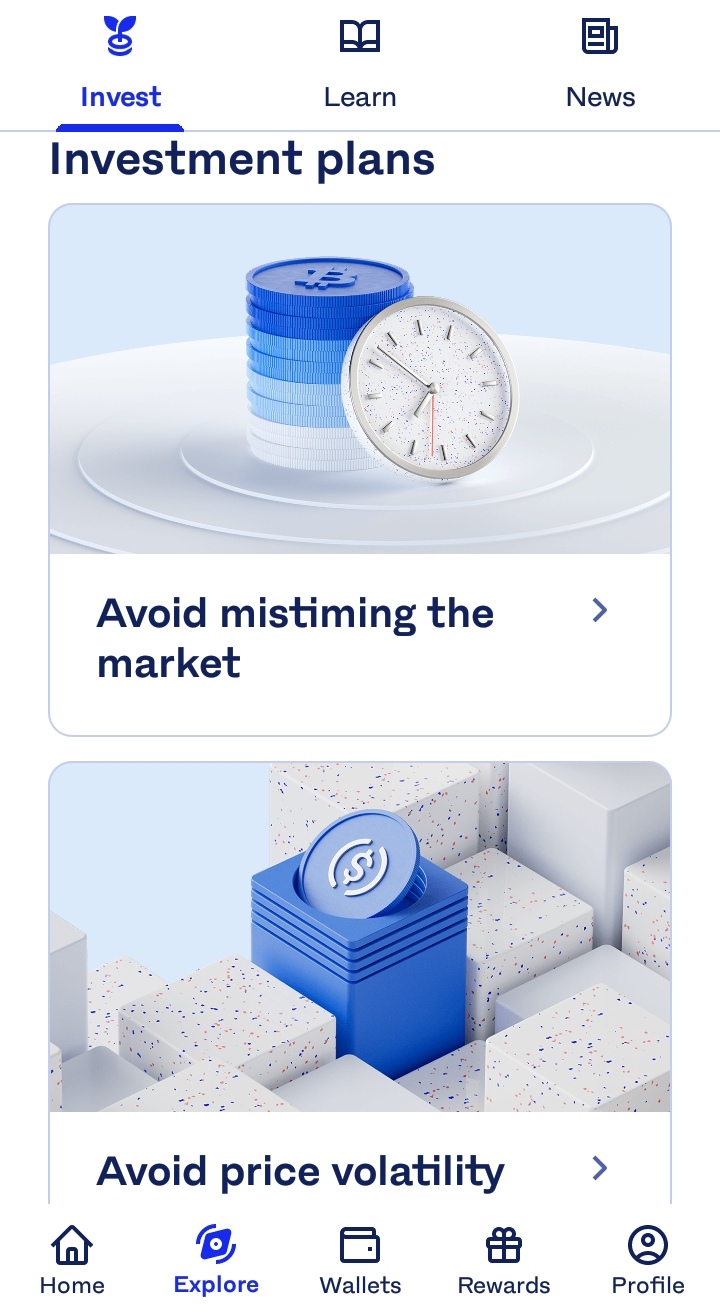 Invest
Learn
News
Investment plans
Avoid mistiming the
market
Avoid price volatility
Home
Explore
Wallets
Rewards
Profile